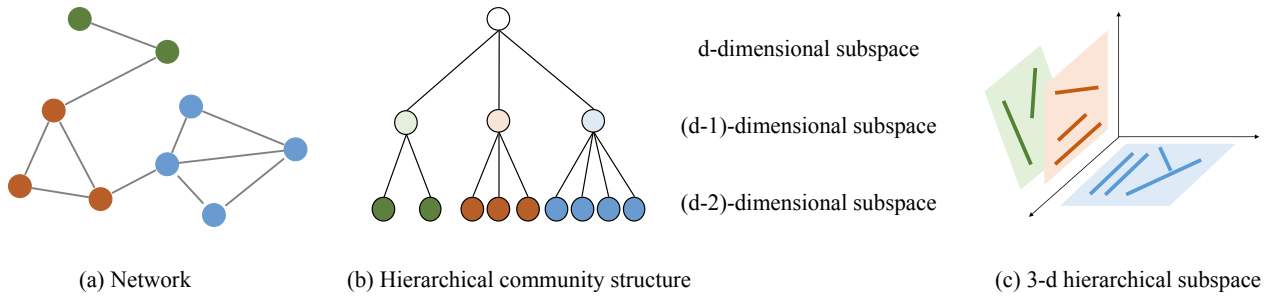 d-dimensional subspace
(d-1)-dimensional subspace
(d-2)-dimensional subspace
(a) Network
(b) Hierarchical community structure
(c) 3-d hierarchical subspace